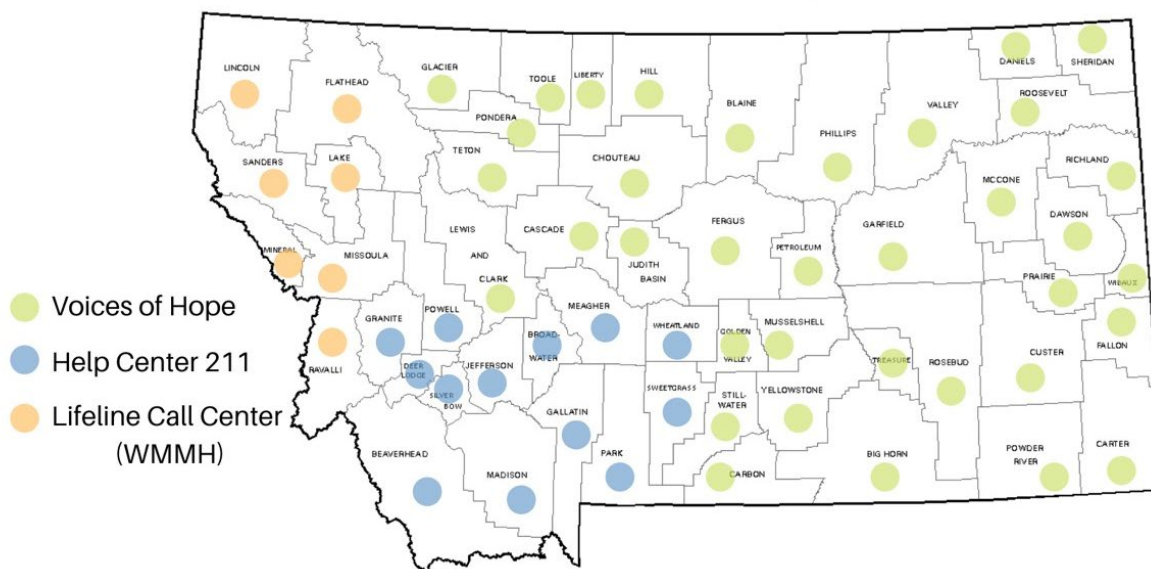 LINCOLN
FLATHEAD
GLACIER
TOOLE
LIBERTY
HILL
BLAINE
PHILLIPS
VALLEY
DANIELS
SHERIDAN
ROOSEVELT
PONDERA
TETON
CHOUTEAU
SANDERS
LAKE
RICHLAND
MCCONE
DAWSON
LEWIS
AND
CLARK
CASCADE
JUDITH
BASIN
FERGUS
PETROLEUM
GARFIELD
MINERAL
MISSOULA
PRAIRIE
WIBAUX
Voices of Hope
Help Center 211
Lifeline Call Center
(WMMH)
GRANITE
POWELL
MEAGHER
BROAD-
WATER
WHEATLAND
GOLDEN
VALLEY
MUSSELSHELL
TREASURE
ROSEBUD
CUSTER
FALLON
RAVALLI
DEER
LODGE
SILVER
BOW
JEFFERSON
GALLATIN
SWEETGRASS
STILL-
WATER
YELLOWSTONE
BEAVERHEAD
MADISON
PARK
CARBON
BIG HORN
POWDER
RIVER
CARTER